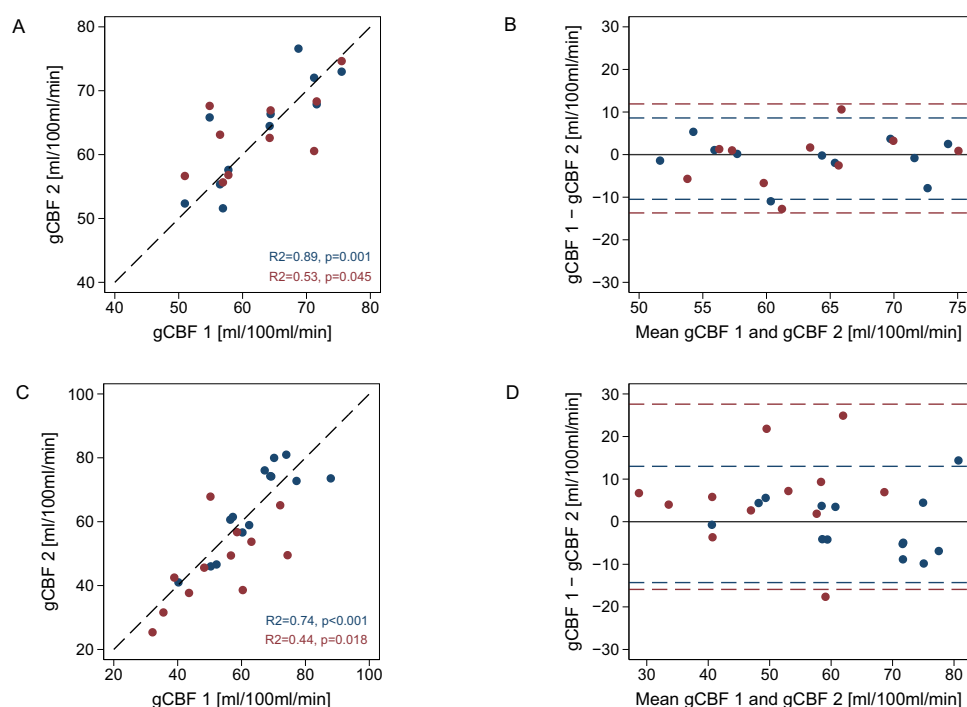 A
80
70
60
50
40
gCBF 2 [ml/100ml/min]
R2=0.89, p=0.001
R2=0.53, p=0.045
40 50 60 70 80
gCBF 1 [ml/100ml/min]
B
30
20
10
0
−10
−20
−30
gCBF 1 − gCBF 2 [ml/100ml/min]
50 55 60 65 70 75
Mean gCBF 1 and gCBF 2 [ml/100ml/min]
C
100
80
60
40
20
gCBF 2 [ml/100ml/min]
R2=0.74, p<0.001
R2=0.44, p=0.018
20 40 60 80 100
gCBF 1 [ml/100ml/min]
D
30
20
10
0
−10
−20
−30
gCBF 1 − gCBF 2 [ml/100ml/min]
30 40 50 60 70 80
Mean gCBF 1 and gCBF 2 [ml/100ml/min]